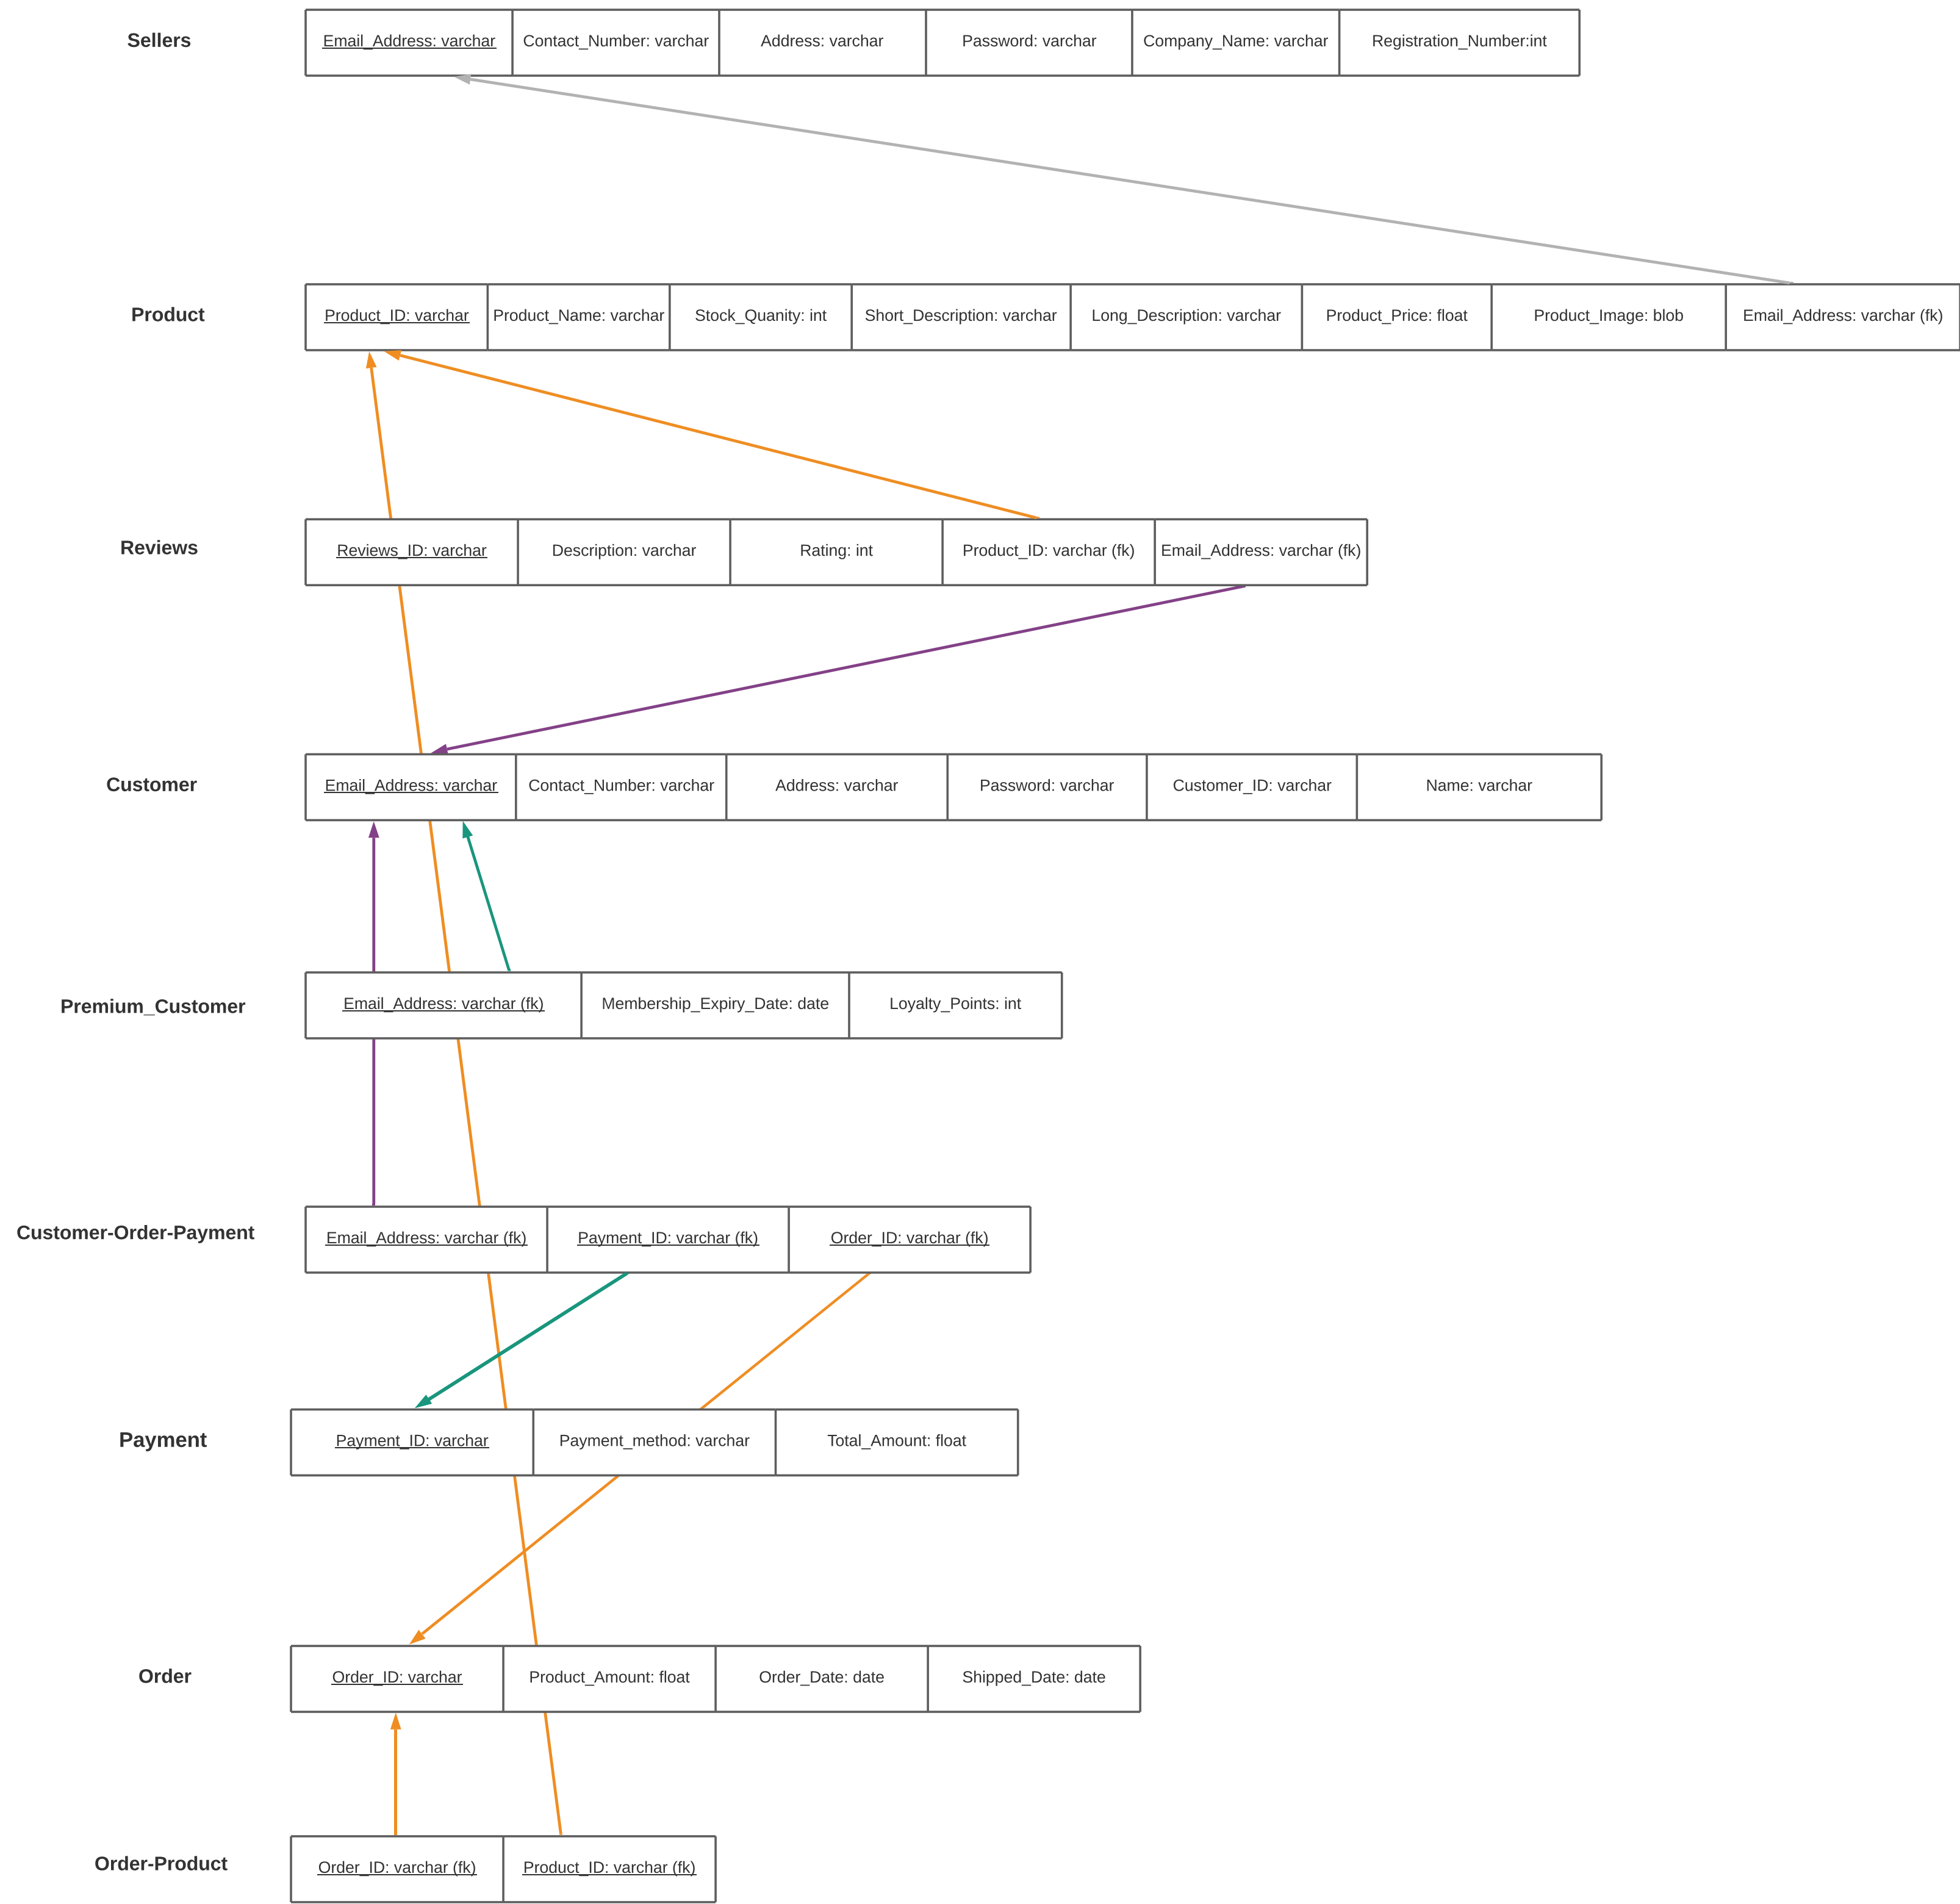 Sellers
Email_Address: varchar
Contact_Number: varchar
Address: varchar
Password: varchar
Company_Name: varchar
Registration_Number:int
Product
Product_ID: varchar
Product_Name: varchar
Stock_Quanity: int
Short_Description: varchar
Long_Description: varchar
Product_Price: float
Product_Image: blob
Email_Address: varchar (fk)
Reviews
Reviews_ID: varchar
Description: varchar
Rating: int
Product_ID: varchar (fk)
Email_Address: varchar (fk)
Customer
Email_Address: varchar
Contact_Number: varchar
Address: varchar
Password: varchar
Customer_ID: varchar
Name: varchar
Premium_Customer
Email_Address: varchar (fk)
Membership_Expiry_Date: date
Loyalty_Points: int
Customer-Order-Payment
Email_Address: varchar (fk)
Payment_ID: varchar (fk)
Order_ID: varchar (fk)
Payment
Payment_ID: varchar
Payment_method: varchar
Total_Amount: float
Order
Order_ID: varchar
Product_Amount: float
Order_Date: date
Shipped_Date: date
Order-Product
Order_ID: varchar (fk)
Product_ID: varchar (fk)